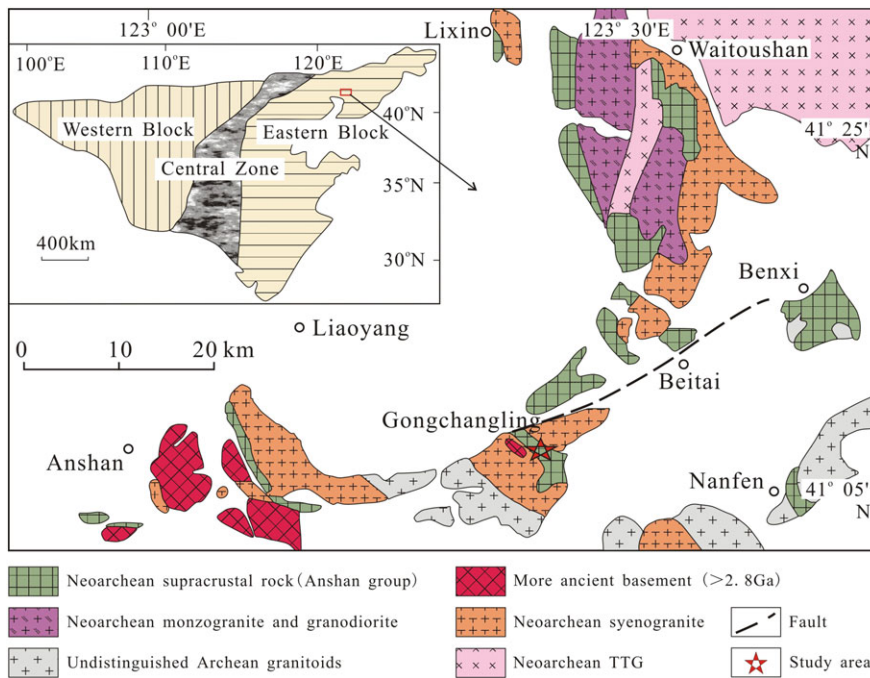 123° 00'E
Lixin
123° 30'E
Waitoushan
100°E
110°E
120°E
40°N
Western Block
Eastern Block
Central Zone
41° 25'
N
35°N
400km
30°N
Benxi
Liaoyang
0 10 20 km
Beitai
Gongchangling
Anshan
Nanfen
41° 05'
N
Neoarchean supracrustal rock(Anshan group)
More ancient basement (>2. 8Ga)
Neoarchean monzogranite and granodiorite
Neoarchean syenogranite
Fault
Undistinguished Archean granitoids
Neoarchean TTG
Study area